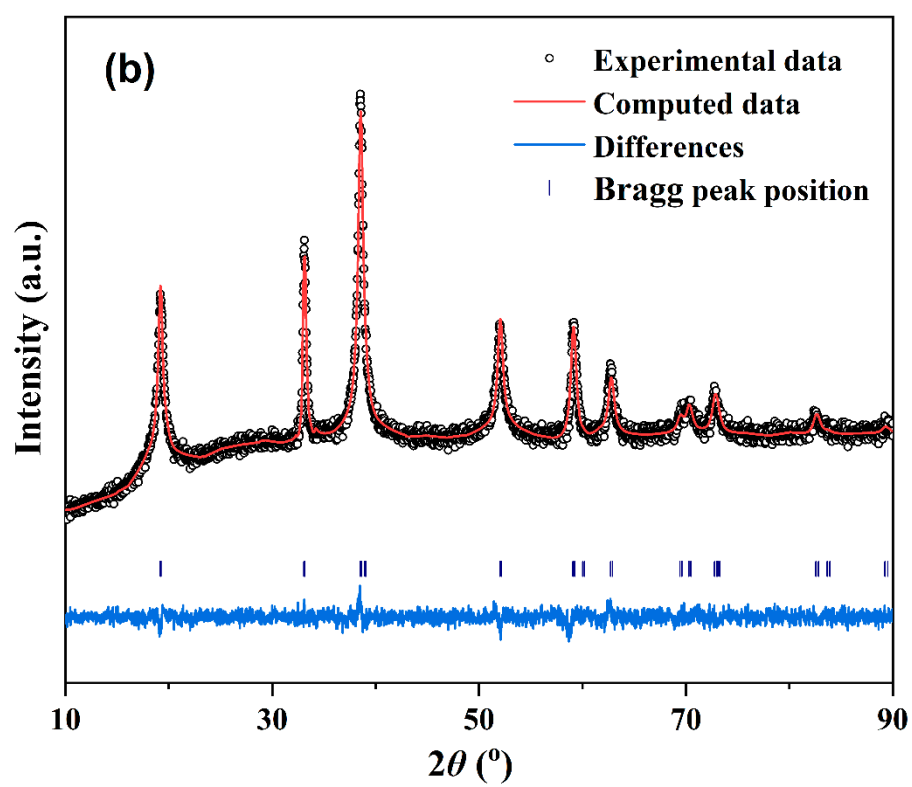 (b)
Experimental data
Computed data
Differences
Bragg peak position
Intensity (a.u.)
10 30 50 70 90
2θ (°)